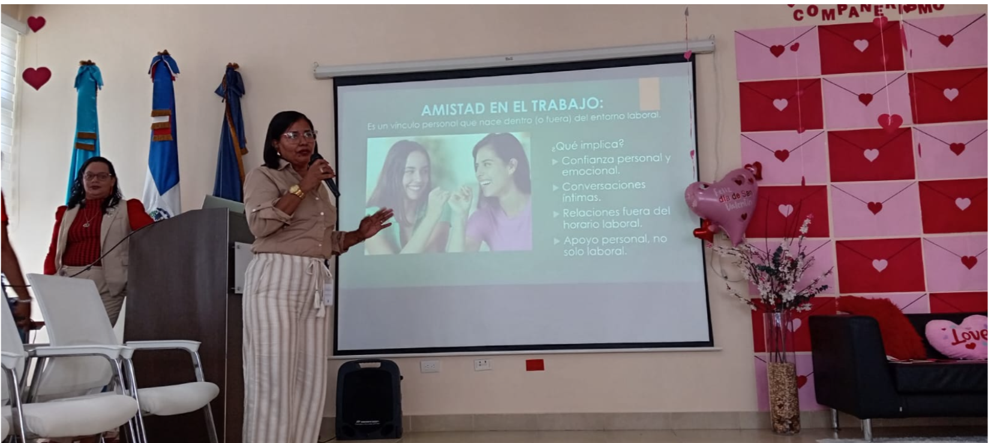 COMPAÑERISMO
AMISTAD EN EL TRABAJO:
Es un vínculo personal que nace dentro (o fuera) del entorno laboral.
¿Qué implica?
Confianza personal y
emocional.
Conversaciones
íntimas.
Relaciones fuera del
horario laboral.
Apoyo personal, no
solo laboral.
Feliz
día de San
Valentín
Love